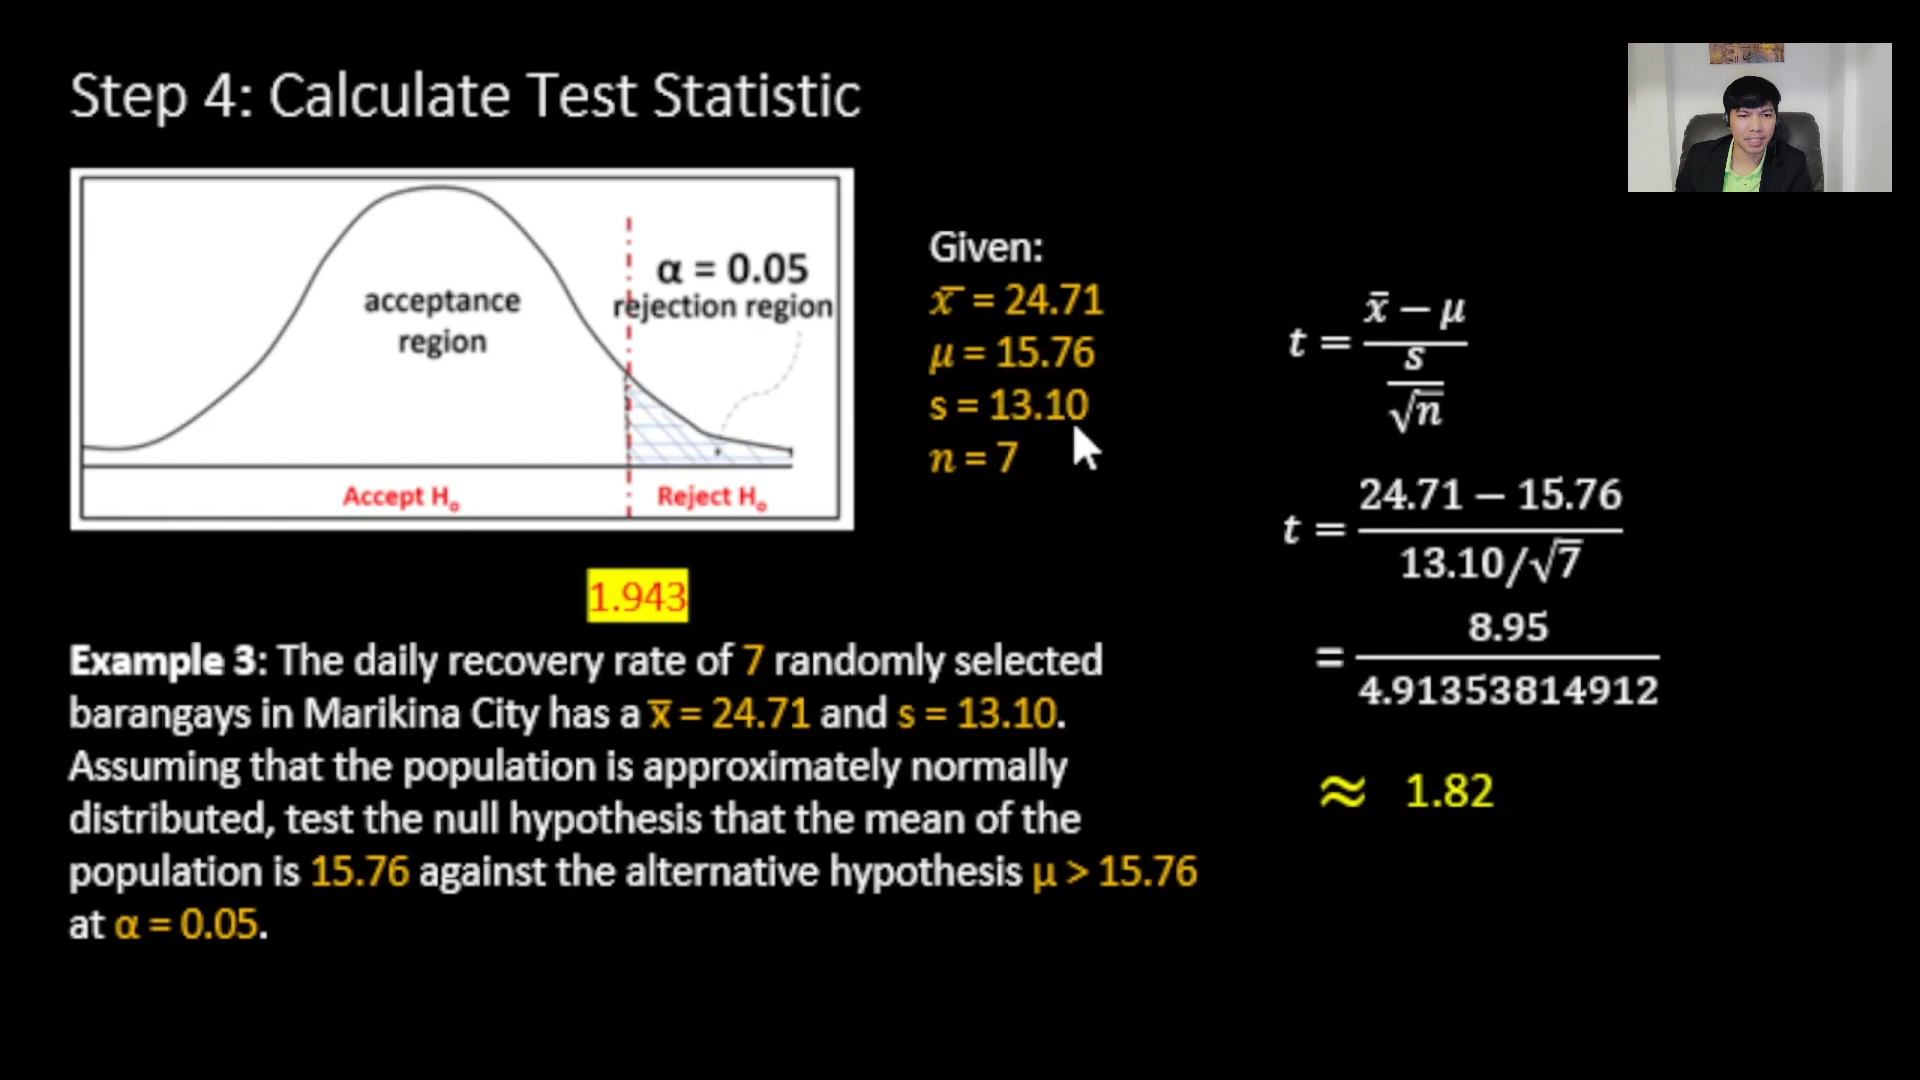 Step 4: Calculate Test Statistic
α = 0.05
rejection region
acceptance
region
Accept Hₒ
Reject Hₒ
1.943
Given:
x̄ = 24.71
μ = 15.76
s = 13.10
n = 7
t = (x̄ − μ) / (s / √n)
t = (24.71 − 15.76) / (13.10/√7)
= 8.95 / 4.91353814912
≈ 1.82
Example 3: The daily recovery rate of 7 randomly selected
barangays in Marikina City has a x̄ = 24.71 and s = 13.10.
Assuming that the population is approximately normally
distributed, test the null hypothesis that the mean of the
population is 15.76 against the alternative hypothesis μ > 15.76
at α = 0.05.